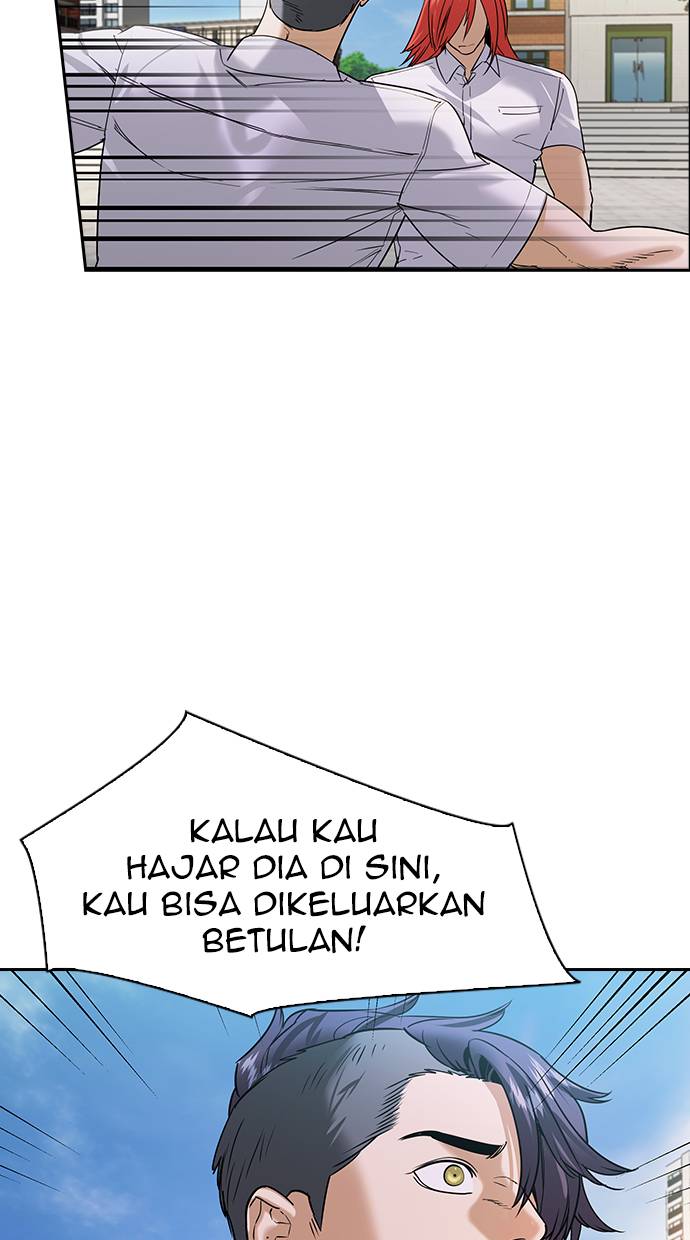 KALAU KAU
HAJAR DIA DI SINI,
KAU BISA DIKELUARKAN
BETULAN!